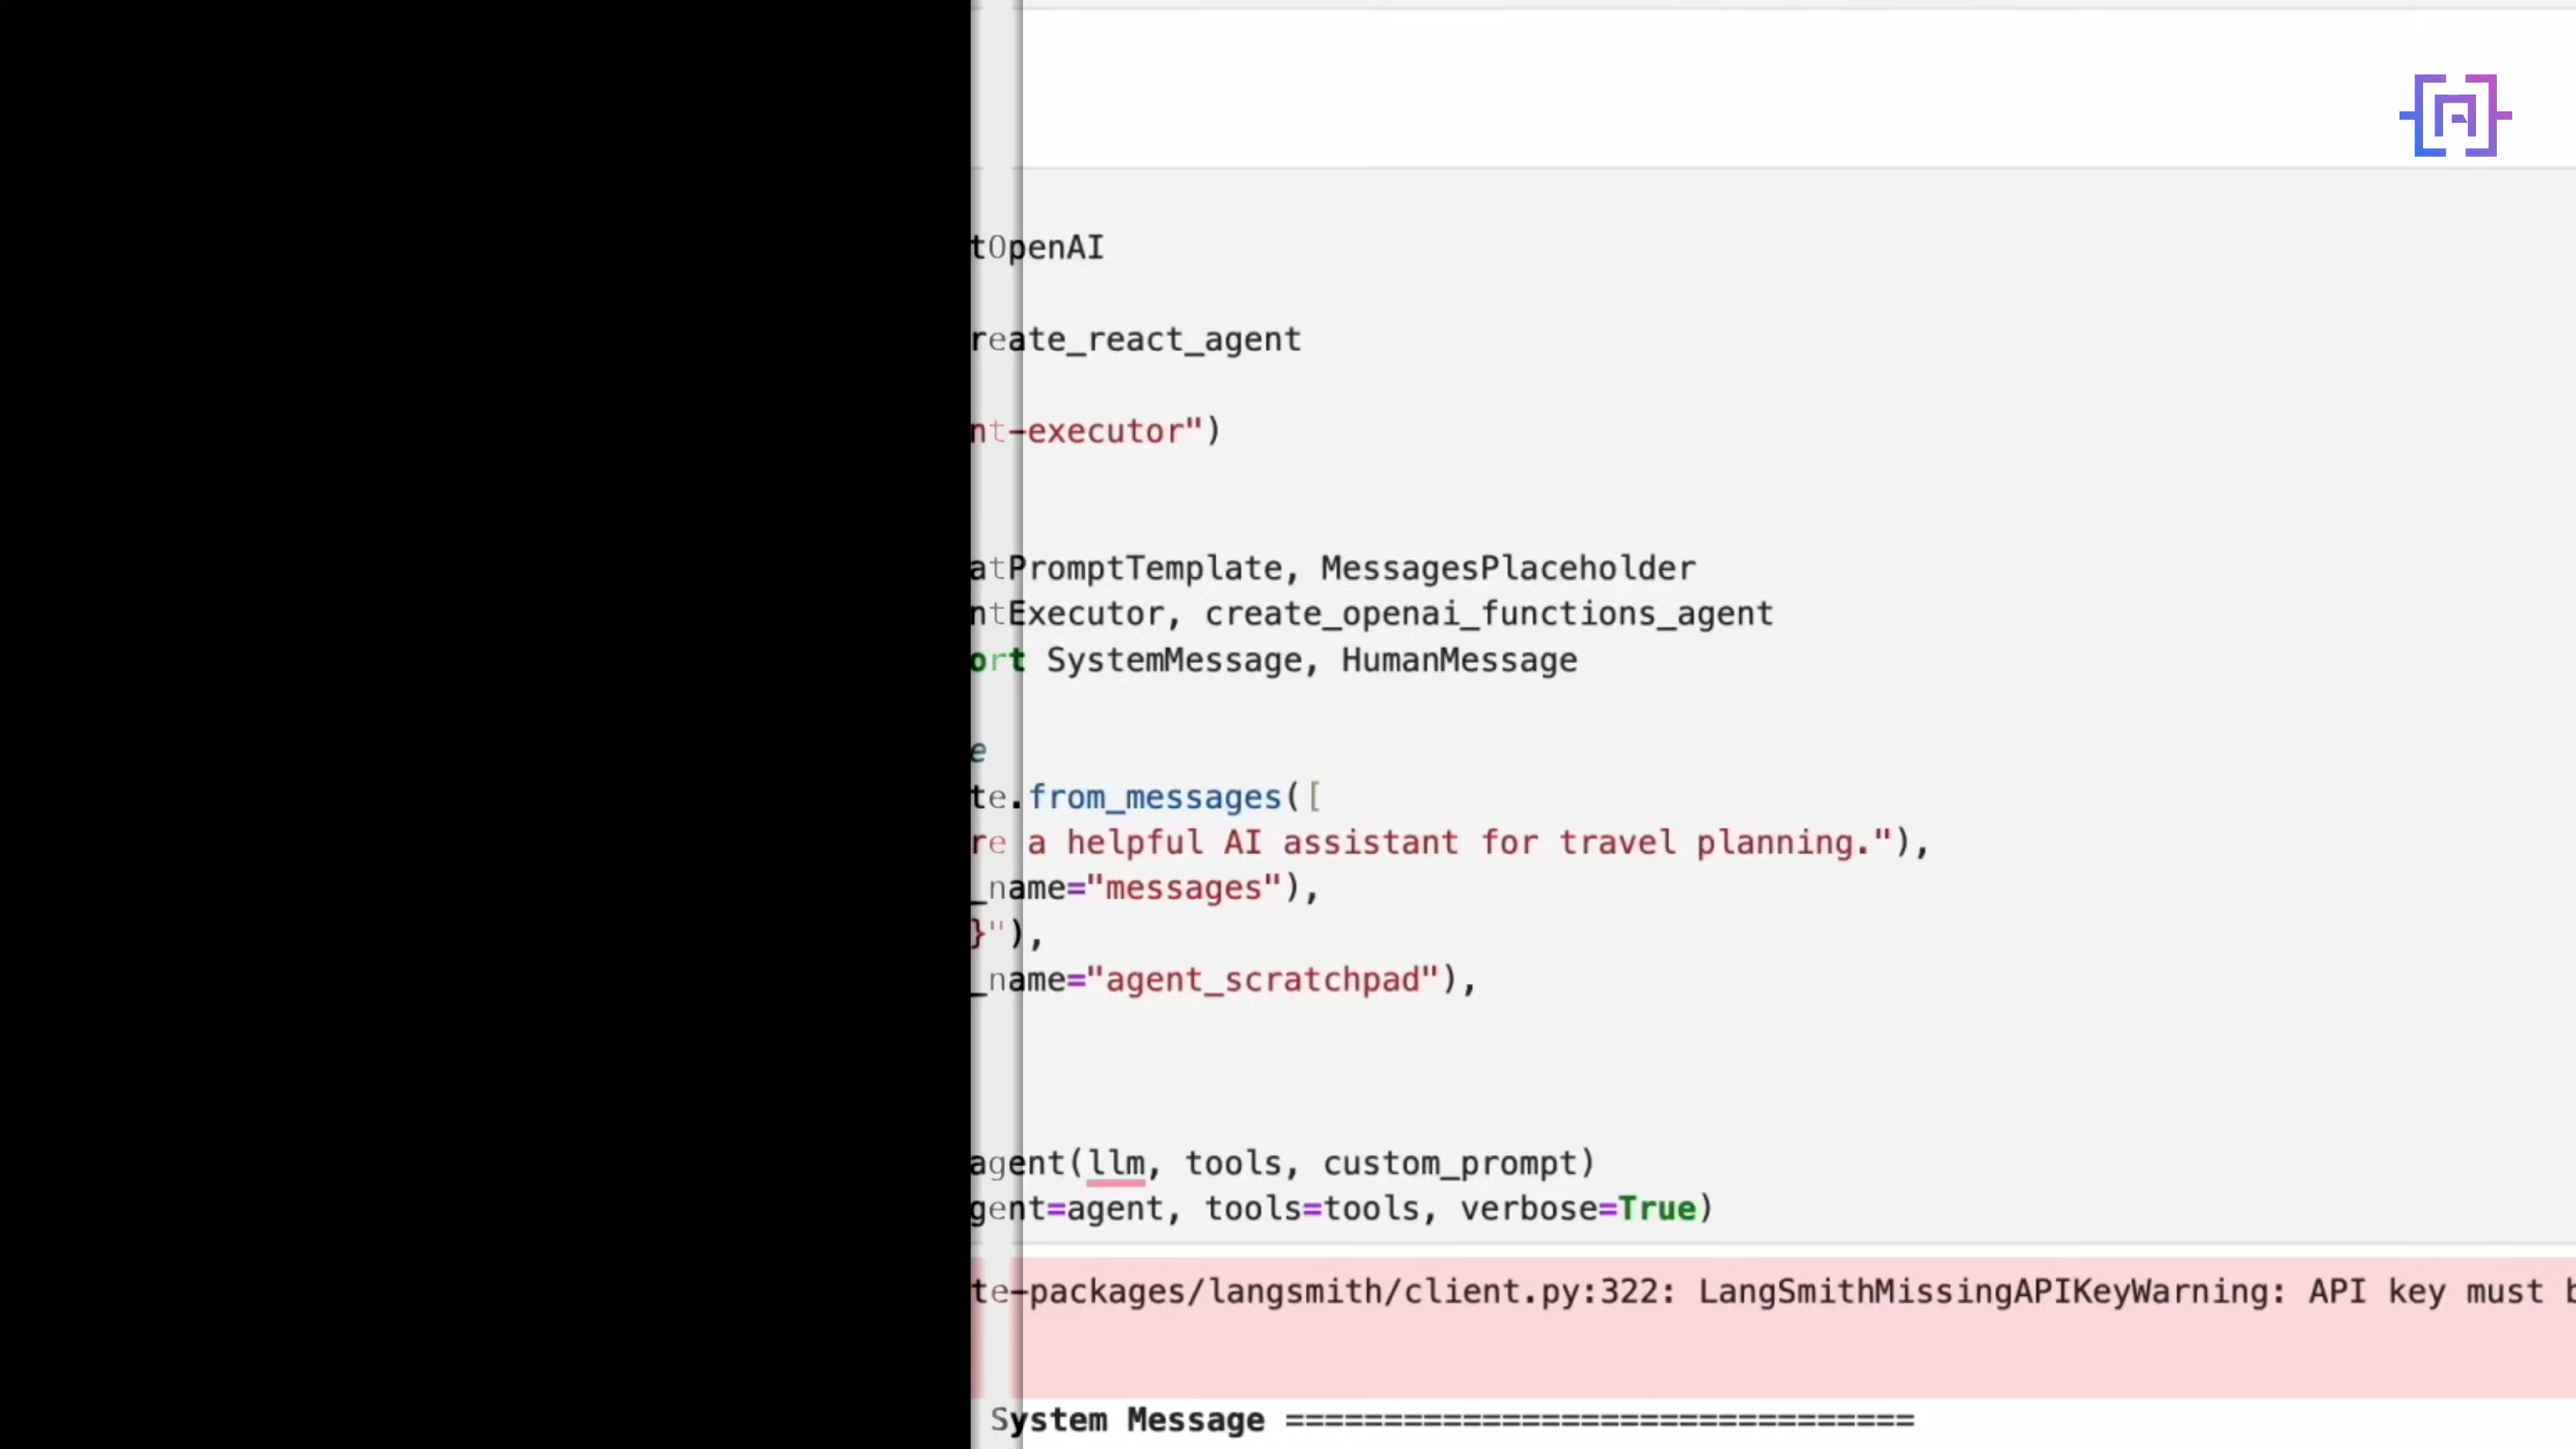 tOpenAI
reate_react_agent
nt-executor")
atPromptTemplate, MessagesPlaceholder
ntExecutor, create_openai_functions_agent
ort SystemMessage, HumanMessage
e
te.from_messages([
re a helpful AI assistant for travel planning."),
_name="messages"),
}"),
_name="agent_scratchpad"),
agent(llm, tools, custom_prompt)
gent=agent, tools=tools, verbose=True)
te-packages/langsmith/client.py:322: LangSmithMissingAPIKeyWarning: API key must b
System Message ================================